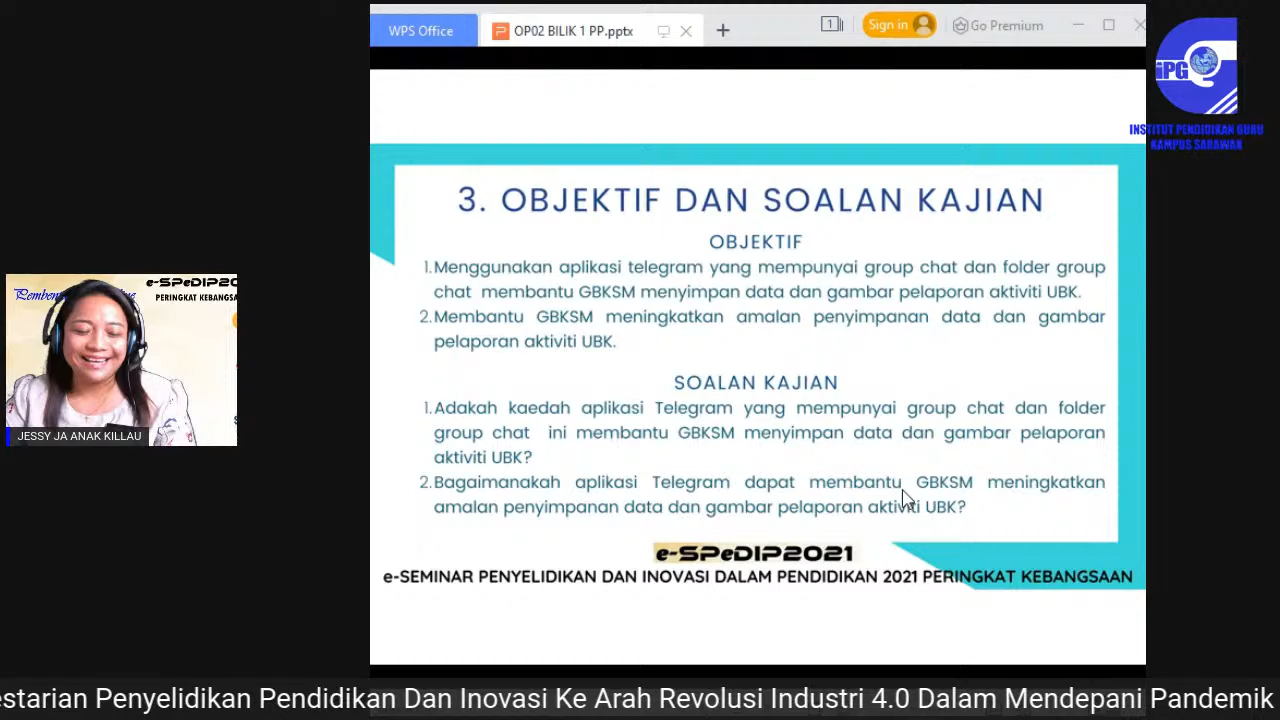 WPS Office
OP02 BILIK 1 PP.pptx
1
Sign in
Go Premium
iPG
INSTITUT PENDIDIKAN GURU
KAMPUS SARAWAK
3. OBJEKTIF DAN SOALAN KAJIAN
OBJEKTIF
1. Menggunakan aplikasi telegram yang mempunyai group chat dan folder group
chat membantu GBKSM menyimpan data dan gambar pelaporan aktiviti UBK.
2. Membantu GBKSM meningkatkan amalan penyimpanan data dan gambar
pelaporan aktiviti UBK.
SOALAN KAJIAN
1. Adakah kaedah aplikasi Telegram yang mempunyai group chat dan folder
group chat ini membantu GBKSM menyimpan data dan gambar pelaporan
aktiviti UBK?
2. Bagaimanakah aplikasi Telegram dapat membantu GBKSM meningkatkan
amalan penyimpanan data dan gambar pelaporan aktiviti UBK?
e-SPeDIP2021
e-SEMINAR PENYELIDIKAN DAN INOVASI DALAM PENDIDIKAN 2021 PERINGKAT KEBANGSAAN
e-SPeDIP20
PERINGKAT KEBANGSA
JESSY JA ANAK KILLAU
estarian Penyelidikan Pendidikan Dan Inovasi Ke Arah Revolusi Industri 4.0 Dalam Mendepani Pandemik